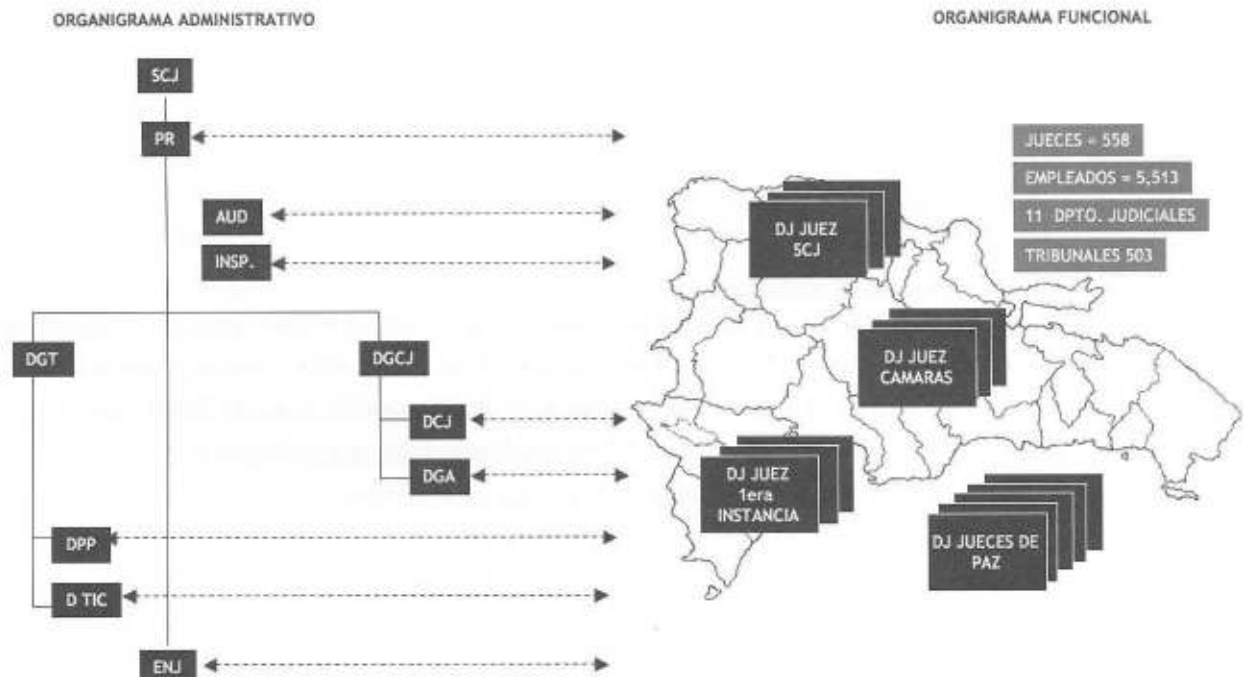 ORGANIGRAMA ADMINISTRATIVO
ORGANIGRAMA FUNCIONAL
SCJ
PR
AUD
INSP.
DGT
DGCJ
DCJ
DGA
DPP
D TIC
ENJ
JUECES = 558
EMPLEADOS = 5,513
11 DPTO. JUDICIALES
TRIBUNALES 503
DJ JUEZ
SCJ
DJ JUEZ
CAMARAS
DJ JUEZ
1era
INSTANCIA
DJ JUECES DE
PAZ